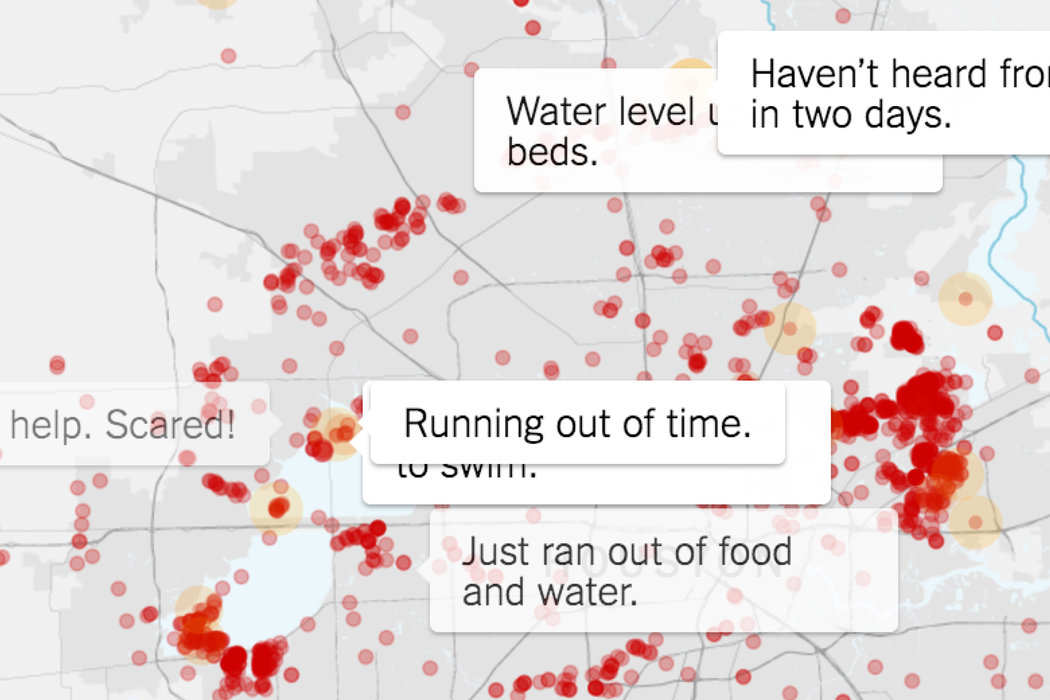 Haven't heard
in two days.
Water level
beds.
help. Scared!
Running out of time.
to swim.
Just ran out of food
and water.
HOUSTON